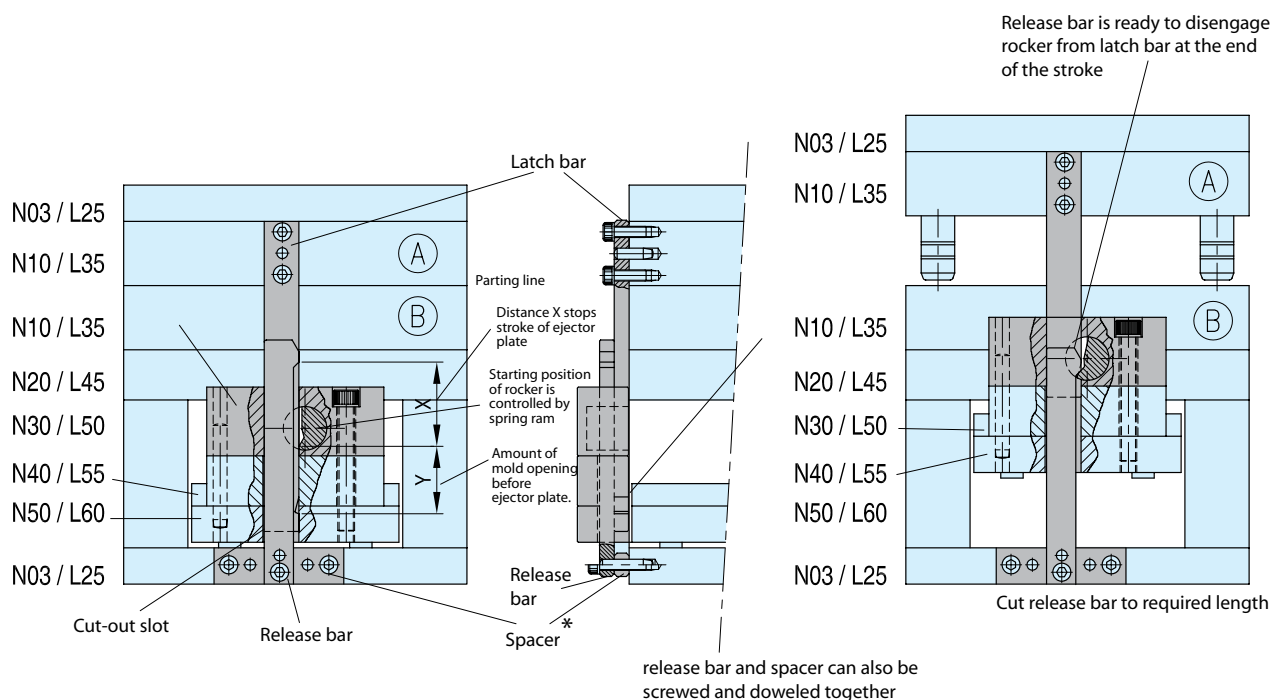 Release bar is ready to disengage
rocker from latch bar at the end
of the stroke
Latch bar
N03 / L25
N10 / L35
N10 / L35
N20 / L45
N30 / L50
N40 / L55
N50 / L60
N03 / L25
A
B
Parting line
Distance X stops
stroke of ejector
plate
Starting position
of rocker is
controlled by
spring ram
Amount of
mold opening
before
ejector plate.
X
Y
Cut-out slot
Release bar
Release
bar
Spacer*
release bar and spacer can also be
screwed and doweled together
N03 / L25
N10 / L35
N10 / L35
N20 / L45
N30 / L50
N40 / L55
N50 / L60
N03 / L25
A
B
Cut release bar to required length